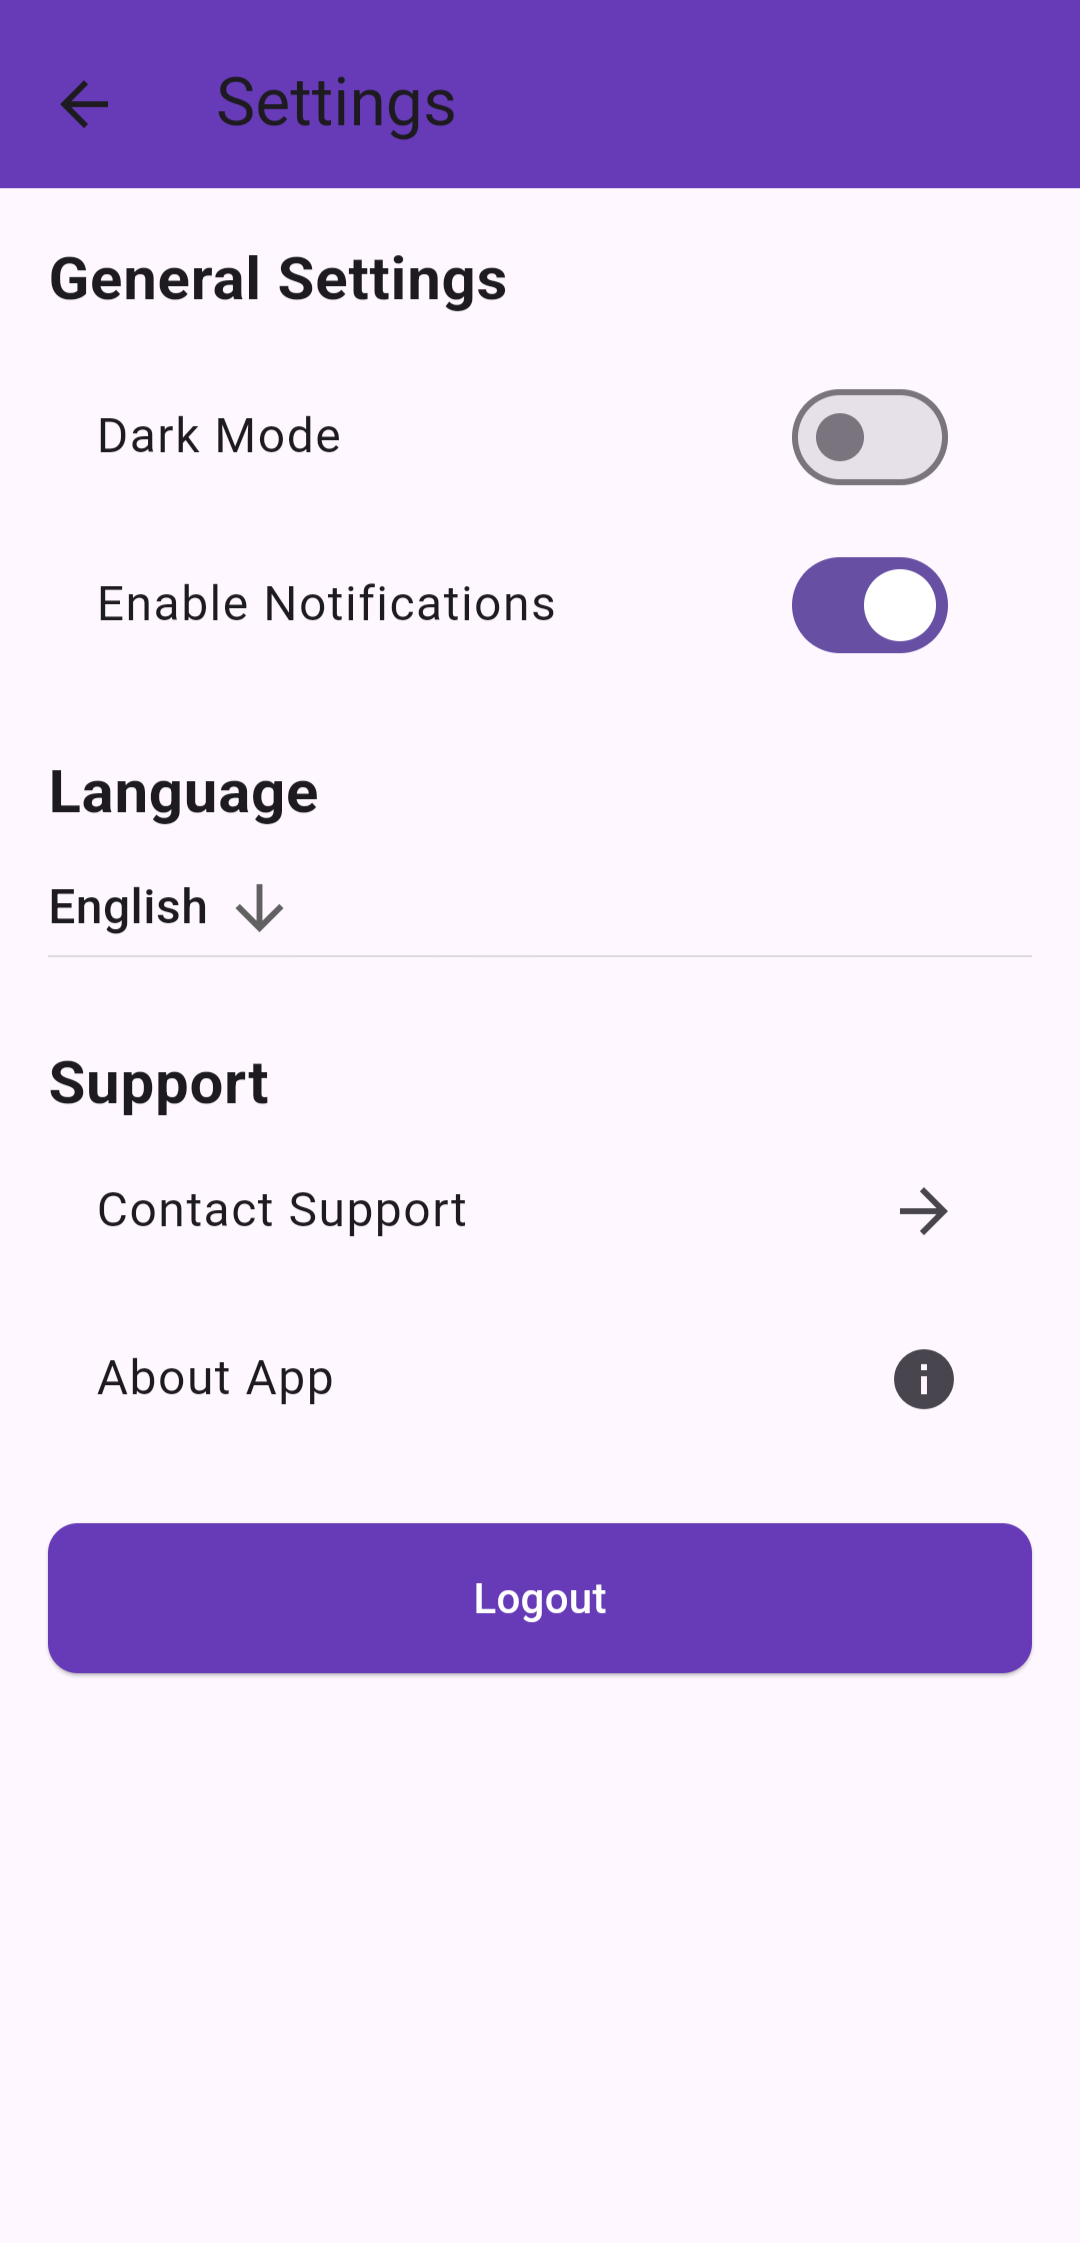 Settings
General Settings
Dark Mode
Enable Notifications
Language
English
Support
Contact Support
About App
Logout